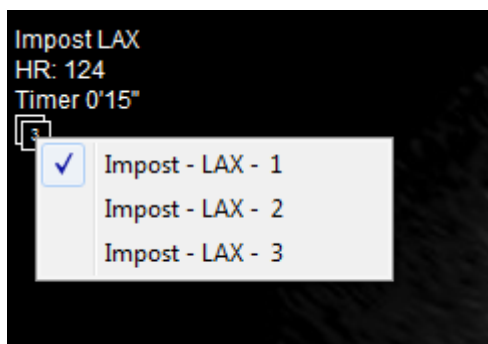 Impost LAX
HR: 124
Timer 0'15"
3
Impost - LAX - 1
Impost - LAX - 2
Impost - LAX - 3